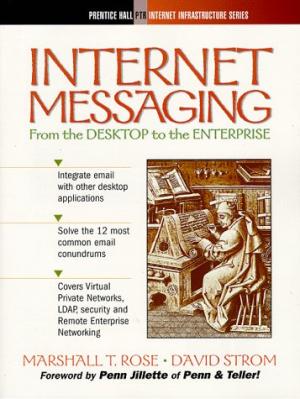 PRENTICE HALL PTR INTERNET INFRASTRUCTURE SERIES
INTERNET
MESSAGING
From the DESKTOP to the ENTERPRISE
Integrate email
with other desktop
applications
Solve the 12 most
common email
conundrums
Covers Virtual
Private Networks,
LDAP, security and
Remote Enterprise
Networking
MARSHALL T. ROSE • DAVID STROM
Foreword by Penn Jillette of Penn & Teller!